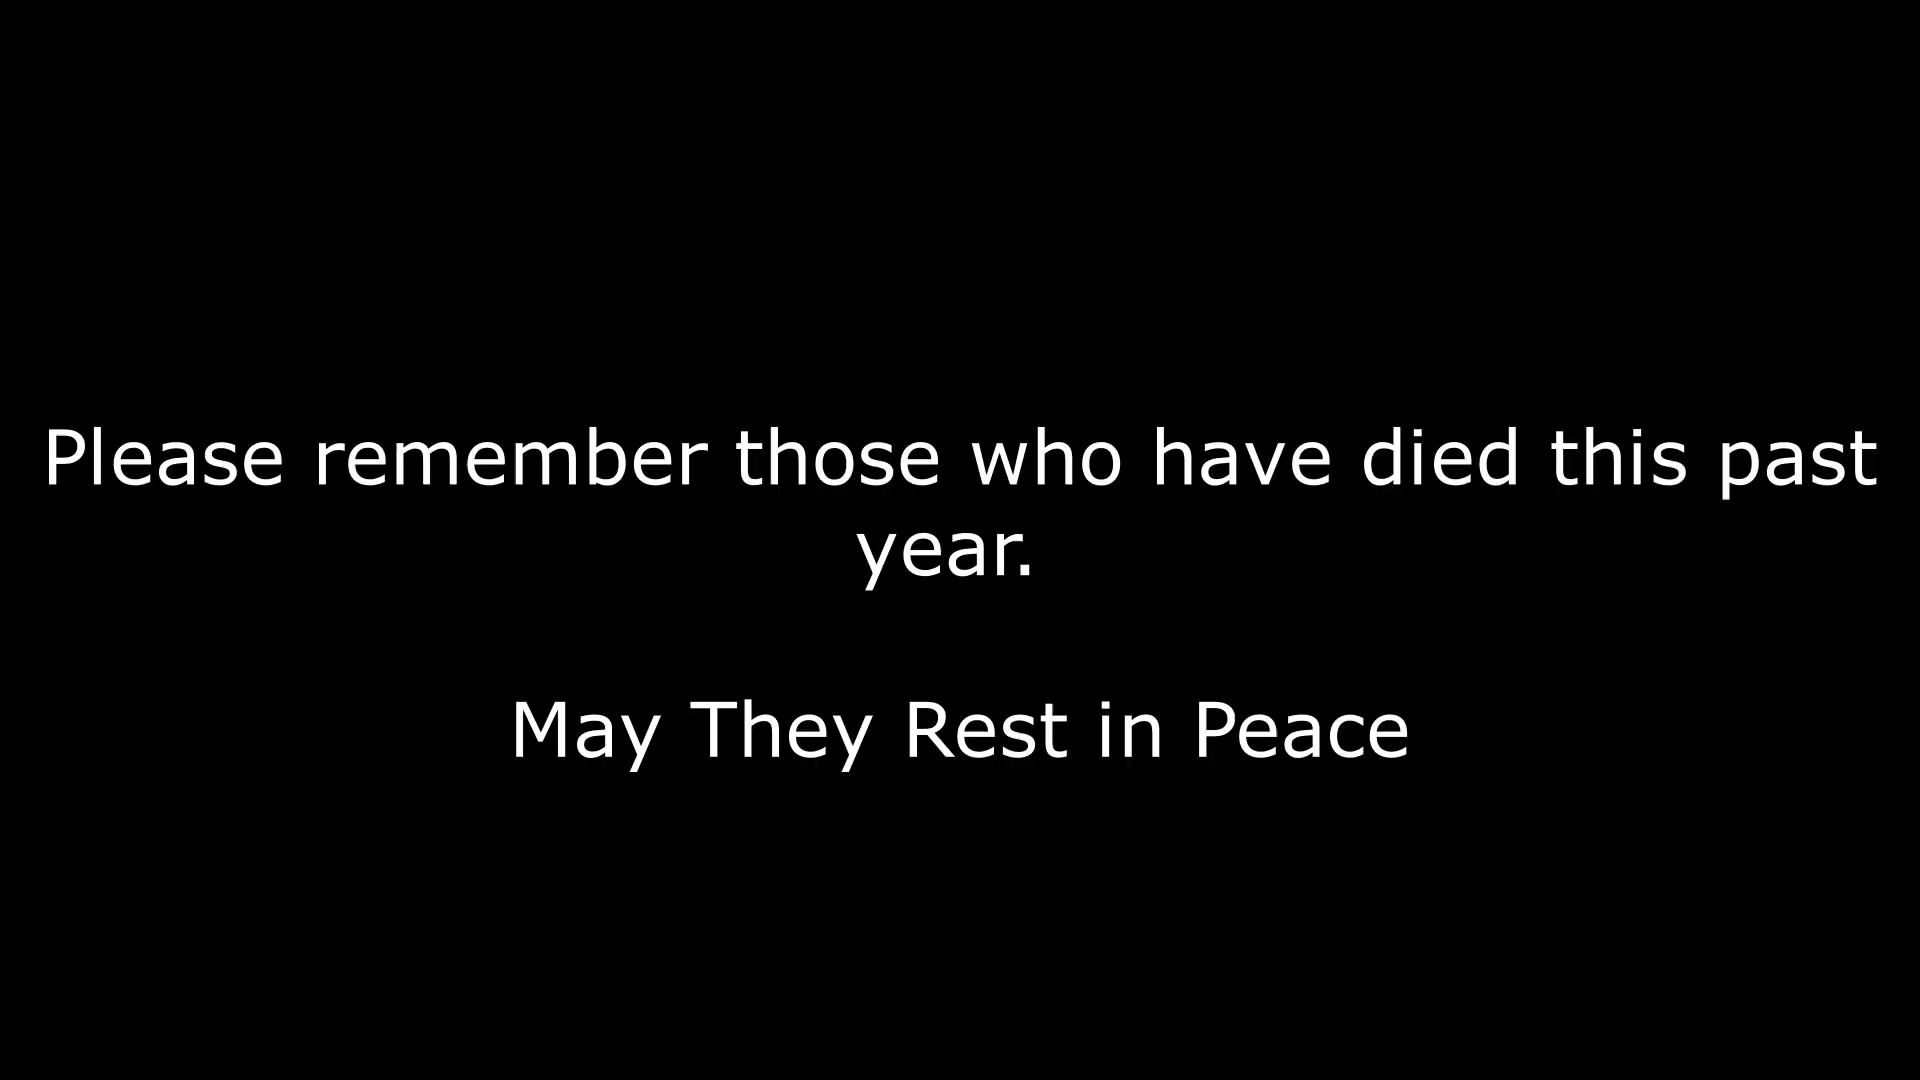 Please remember those who have died this past
year.
May They Rest in Peace